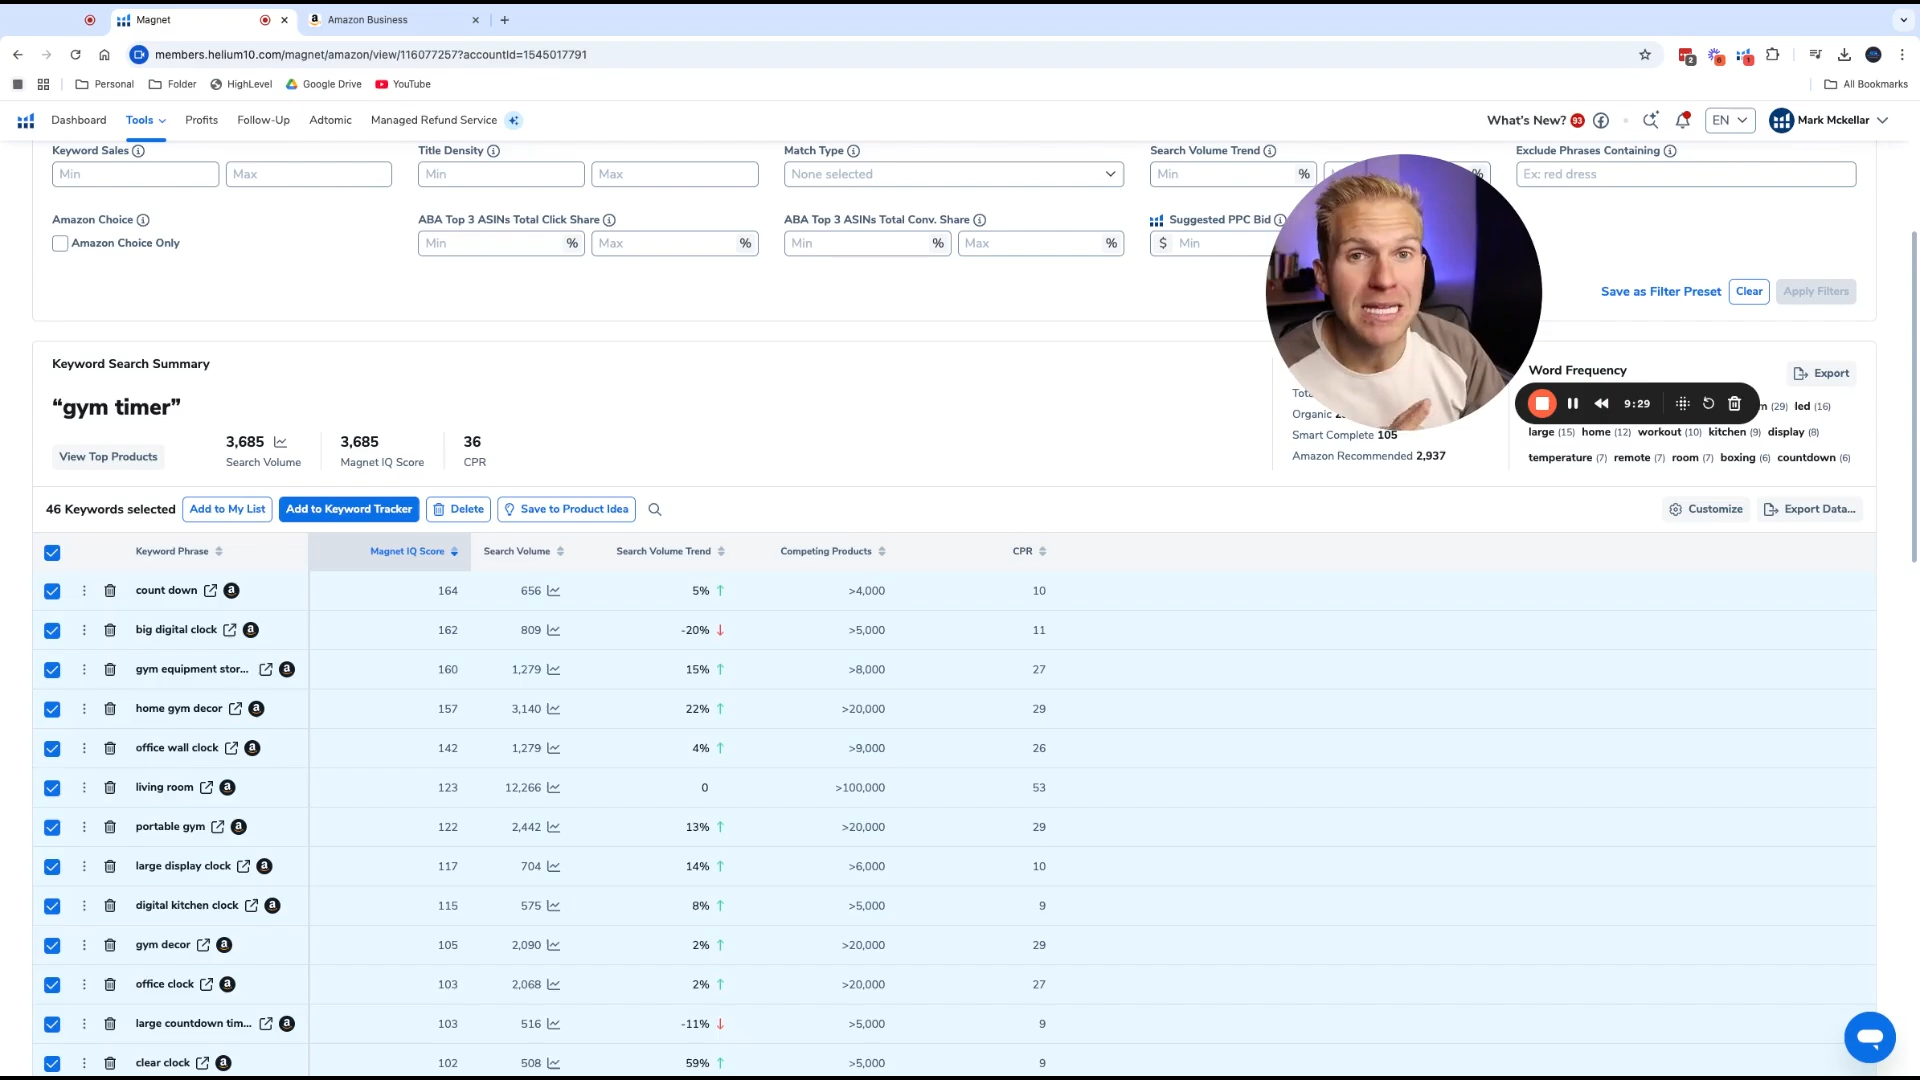 Magnet
Amazon Business
members.helium10.com/magnet/amazon/view/116077257?accountId=1545017791
Personal Folder HighLevel Google Drive YouTube All Bookmarks
Dashboard Tools Profits Follow-Up Adtomic Managed Refund Service What's New? 93 EN Mark Mckellar
Keyword Sales Title Density Match Type Search Volume Trend Exclude Phrases Containing
Min Max Min Max None selected Min % % Ex: red dress
Amazon Choice ABA Top 3 ASINs Total Click Share ABA Top 3 ASINs Total Conv. Share Suggested PPC Bid
Amazon Choice Only Min % Max % Min % Max % $ Min
Save as Filter Preset Clear Apply Filters
Keyword Search Summary
“gym timer”
View Top Products
3,685 3,685 36
Search Volume Magnet IQ Score CPR
Organic
Smart Complete 105
Amazon Recommended 2,937
Word Frequency Export
9:29
(29) led (16)
large (15) home (12) workout (10) kitchen (9) display (8)
temperature (7) remote (7) room (7) boxing (6) countdown (6)
46 Keywords selected Add to My List Add to Keyword Tracker Delete Save to Product Idea Customize Export Data...
Keyword Phrase Magnet IQ Score Search Volume Search Volume Trend Competing Products CPR
count down 164 656 5% >4,000 10
big digital clock 162 809 -20% >5,000 11
gym equipment stor... 160 1,279 15% >8,000 27
home gym decor 157 3,140 22% >20,000 29
office wall clock 142 1,279 4% >9,000 26
living room 123 12,266 0 >100,000 53
portable gym 122 2,442 13% >20,000 29
large display clock 117 704 14% >6,000 10
digital kitchen clock 115 575 8% >5,000 9
gym decor 105 2,090 2% >20,000 29
office clock 103 2,068 2% >20,000 27
large countdown tim... 103 516 -11% >5,000 9
clear clock 102 508 59% >5,000 9